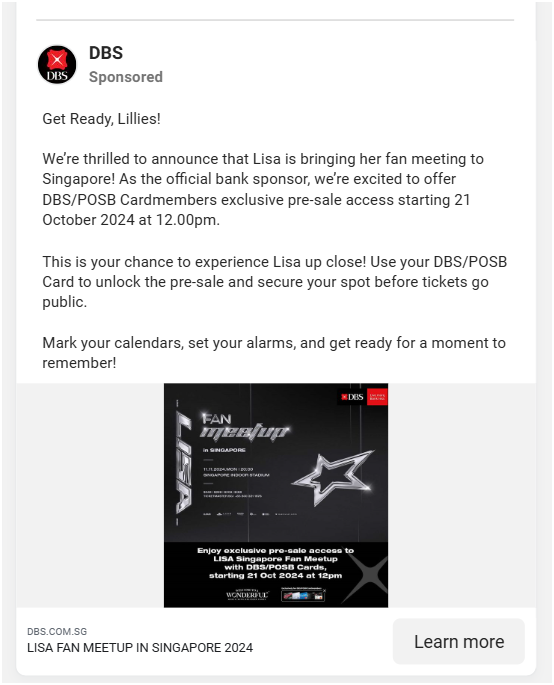 DBS
Sponsored
DBS
Get Ready, Lillies!
We're thrilled to announce that Lisa is bringing her fan meeting to
Singapore! As the official bank sponsor, we're excited to offer
DBS/POSB Cardmembers exclusive pre-sale access starting 21
October 2024 at 12.00pm.
This is your chance to experience Lisa up close! Use your DBS/POSB
Card to unlock the pre-sale and secure your spot before tickets go
public.
Mark your calendars, set your alarms, and get ready for a moment to
remember!
DBS
LISA
FAN
meetup
in SINGAPORE
11.11.2024.MON / 20:00
SINGAPORE INDOOR STADIUM
Enjoy exclusive pre-sale access to
LISA Singapore Fan Meetup
with DBS/POSB Cards,
starting 21 Oct 2024 at 12pm
WONDERFUL
DBS.COM.SG
LISA FAN MEETUP IN SINGAPORE 2024
Learn more